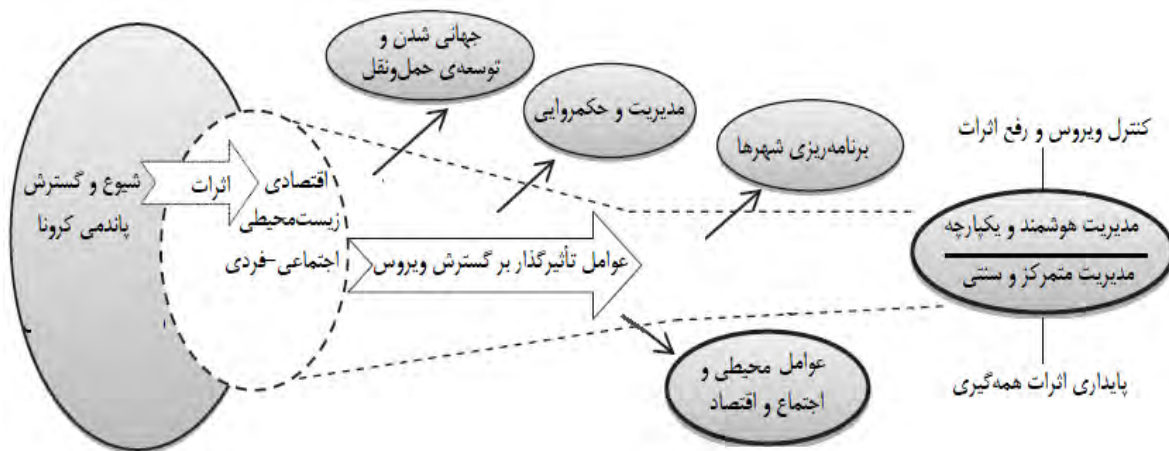 جهانی شدن و
توسعه‌ی حمل‌ونقل
مدیریت و حکمروایی
برنامه‌ریزی شهرها
کنترل ویروس و رفع اثرات
شیوع و گسترش
پاندمی کرونا
اثرات
اقتصادی
زیست‌محیطی
اجتماعی-فردی
عوامل تأثیرگذار بر گسترش ویروس
مدیریت هوشمند و یکپارچه
مدیریت متمرکز و سنتی
عوامل محیطی و
اجتماع و اقتصاد
پایداری اثرات همه‌گیری